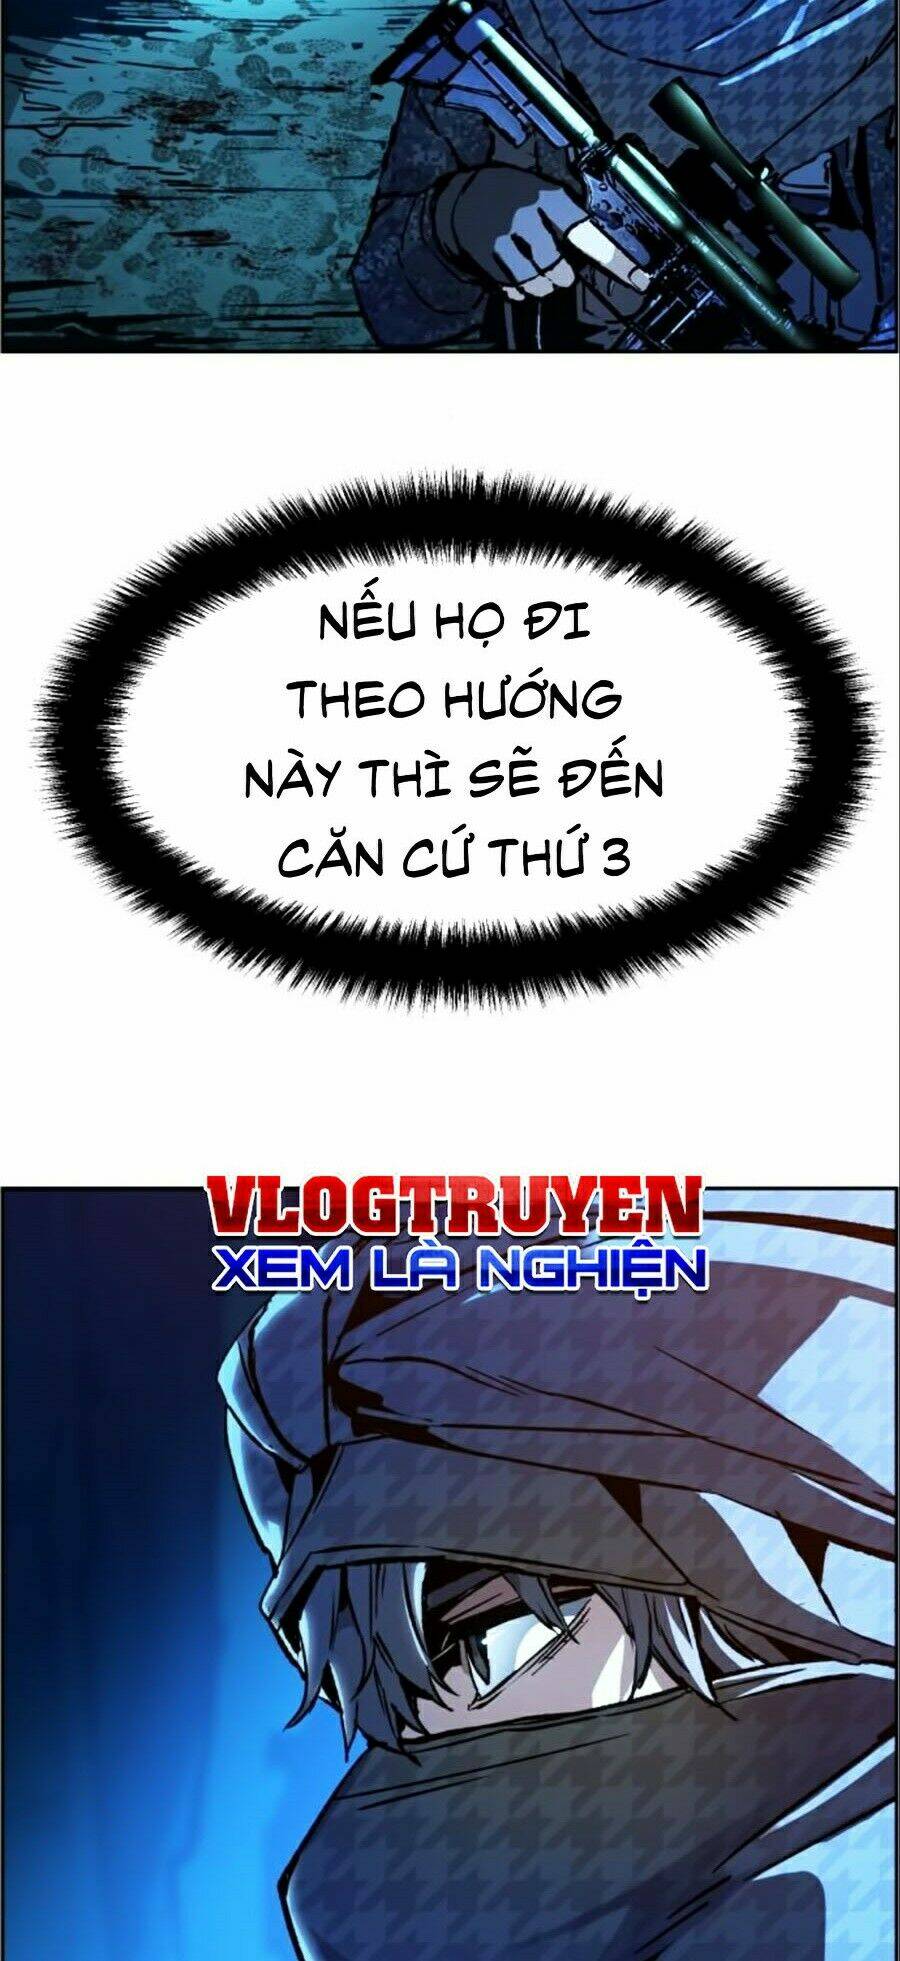 NẾU HỌ ĐI
THEO HƯỚNG
NÀY THÌ SẼ ĐẾN
CĂN CỨ THỨ 3
VLOGTRUYEN
XEM LÀ NGHIỆN